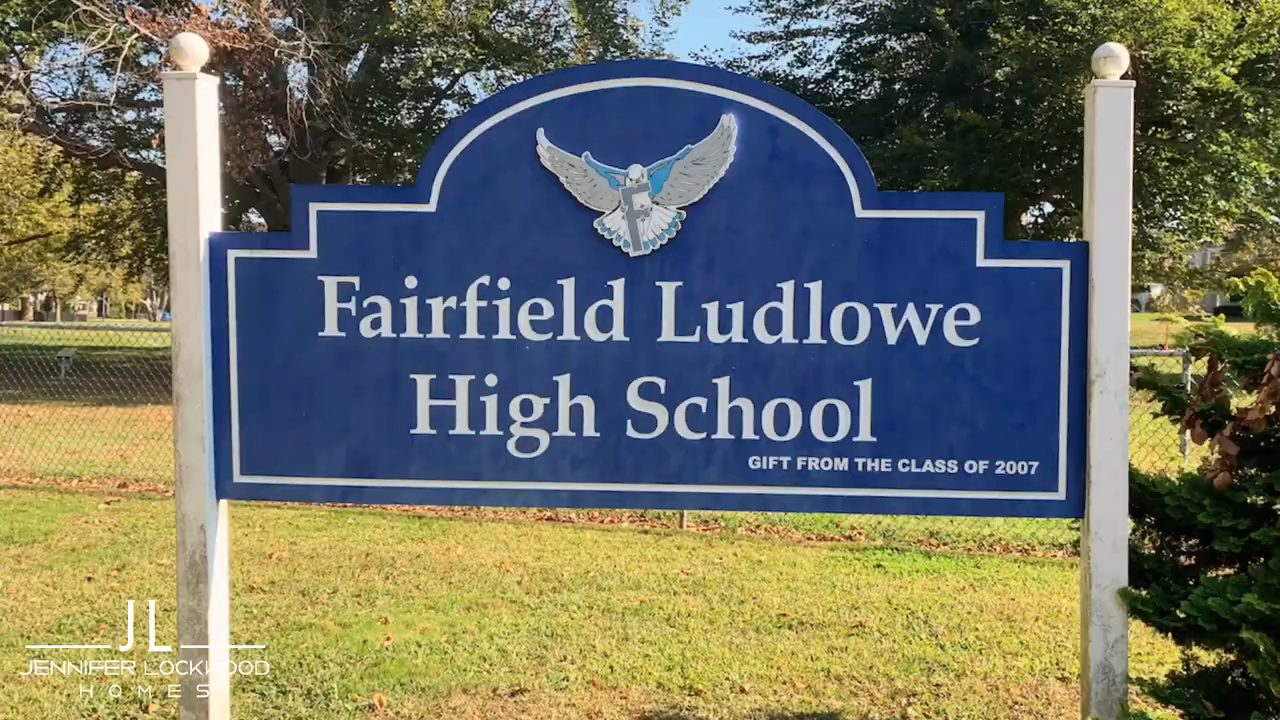 F
Fairfield Ludlowe
High School
GIFT FROM THE CLASS OF 2007
JL
JENNIFER LOCKWOOD
HOMES